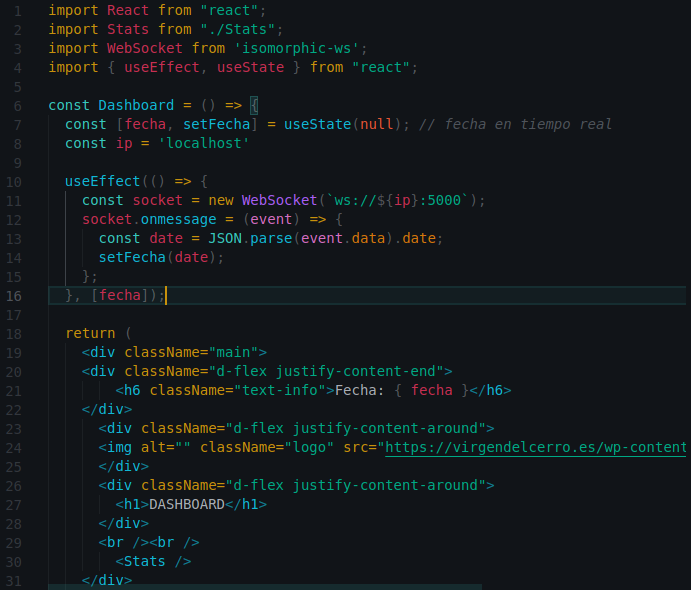 1 import React from "react";
2 import Stats from "./Stats";
3 import WebSocket from 'isomorphic-ws';
4 import { useEffect, useState } from "react";
5
6 const Dashboard = () => {
7 const [fecha, setFecha] = useState(null); // fecha en tiempo real
8 const ip = 'localhost'
9
10 useEffect(() => {
11 const socket = new WebSocket(`ws://${ip}:5000`);
12 socket.onmessage = (event) => {
13 const date = JSON.parse(event.data).date;
14 setFecha(date);
15 };
16 }, [fecha]);
17
18 return (
19 <div className="main">
20 <div className="d-flex justify-content-end">
21 <h6 className="text-info">Fecha: { fecha }</h6>
22 </div>
23 <div className="d-flex justify-content-around">
24 <img alt="" className="logo" src="https://virgendelcerro.es/wp-content
25 </div>
26 <div className="d-flex justify-content-around">
27 <h1>DASHBOARD</h1>
28 </div>
29 <br /><br />
30 <Stats />
31 </div>